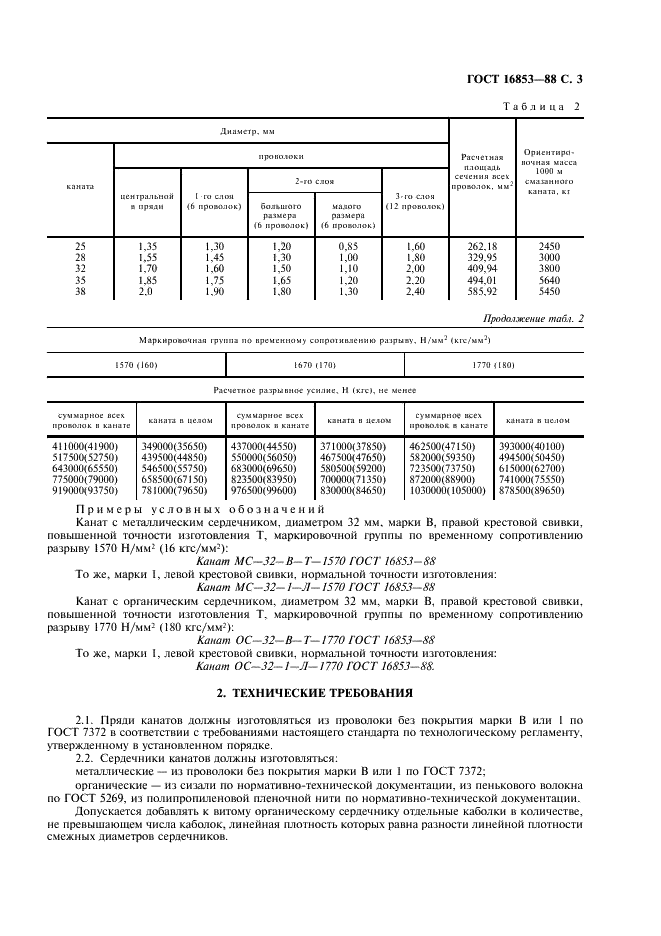 ГОСТ 16853—88 С. 3
Таблица 2
Диаметр, мм
каната
проволоки
Расчетная площадь сечения всех проволок, мм²
Ориентиро-вочная масса 1000 м смазанного каната, кг
центральной в пряди
1-го слоя (6 проволок)
2-го слоя
3-го слоя (12 проволок)
большого размера (6 проволок)
малого размера (6 проволок)
25 1,35 1,30 1,20 0,85 1,60 262,18 2450
28 1,55 1,45 1,30 1,00 1,80 329,95 3000
32 1,70 1,60 1,50 1,10 2,00 409,94 3800
35 1,85 1,75 1,65 1,20 2,20 494,01 5640
38 2,0 1,90 1,80 1,30 2,40 585,92 5450
Продолжение табл. 2
Маркировочная группа по временному сопротивлению разрыву, Н/мм² (кгс/мм²)
1570 (160) 1670 (170) 1770 (180)
Расчетное разрывное усилие, Н (кгс), не менее
суммарное всех проволок в канате
каната в целом
суммарное всех проволок в канате
каната в целом
суммарное всех проволок в канате
каната в целом
411000(41900) 349000(35650) 437000(44550) 371000(37850) 462500(47150) 393000(40100)
517500(52750) 439500(44850) 550000(56050) 467500(47650) 582000(59350) 494500(50450)
643000(65550) 546500(55750) 683000(69650) 580500(59200) 723500(73750) 615000(62700)
775000(79000) 658500(67150) 823500(83950) 700000(71350) 872000(88900) 741000(75550)
919000(93750) 781000(79650) 976500(99600) 830000(84650) 1030000(105000) 878500(89650)
Примеры условных обозначений
Канат с металлическим сердечником, диаметром 32 мм, марки В, правой крестовой свивки,
повышенной точности изготовления Т, маркировочной группы по временному сопротивлению
разрыву 1570 Н/мм² (16 кгс/мм²):
Канат МС—32—В—Т—1570 ГОСТ 16853—88
То же, марки 1, левой крестовой свивки, нормальной точности изготовления:
Канат МС—32—1—Л—1570 ГОСТ 16853—88
Канат с органическим сердечником, диаметром 32 мм, марки В, правой крестовой свивки,
повышенной точности изготовления Т, маркировочной группы по временному сопротивлению
разрыву 1770 Н/мм² (180 кгс/мм²):
Канат ОС—32—В—Т—1770 ГОСТ 16853—88
То же, марки 1, левой крестовой свивки, нормальной точности изготовления:
Канат ОС—32—1—Л—1770 ГОСТ 16853—88.
2. ТЕХНИЧЕСКИЕ ТРЕБОВАНИЯ
2.1. Пряди канатов должны изготовляться из проволоки без покрытия марки В или 1 по
ГОСТ 7372 в соответствии с требованиями настоящего стандарта по технологическому регламенту,
утвержденному в установленном порядке.
2.2. Сердечники канатов должны изготовляться:
металлические — из проволоки без покрытия марки В или 1 по ГОСТ 7372;
органические — из сизали по нормативно-технической документации, из пенькового волокна
по ГОСТ 5269, из полипропиленовой пленочной нити по нормативно-технической документации.
Допускается добавлять к витому органическому сердечнику отдельные каболки в количестве,
не превышающем числа каболок, линейная плотность которых равна разности линейной плотности
смежных диаметров сердечников.